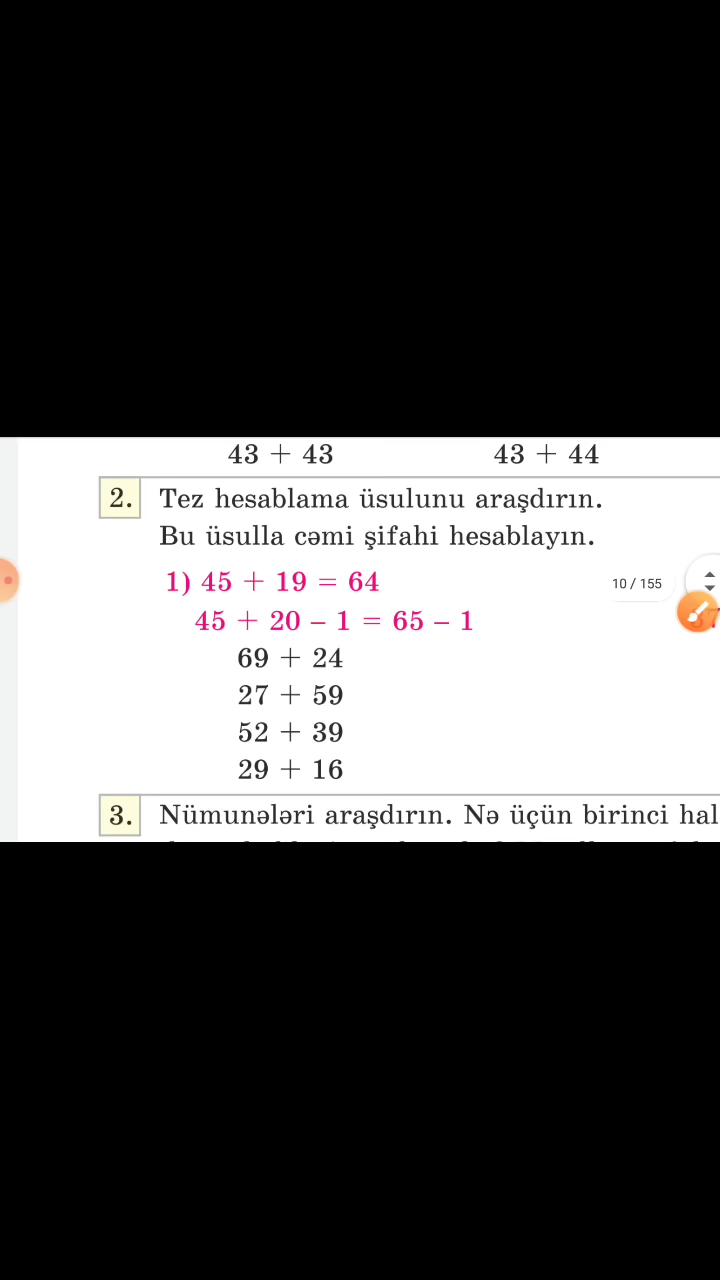 43 + 43 43 + 44
2. Tez hesablama üsulunu araşdırın.
Bu üsulla cəmi şifahi hesablayın.
1) 45 + 19 = 64
10 / 155
45 + 20 – 1 = 65 – 1
69 + 24
27 + 59
52 + 39
29 + 16
3. Nümunələri araşdırın. Nə üçün birinci hal